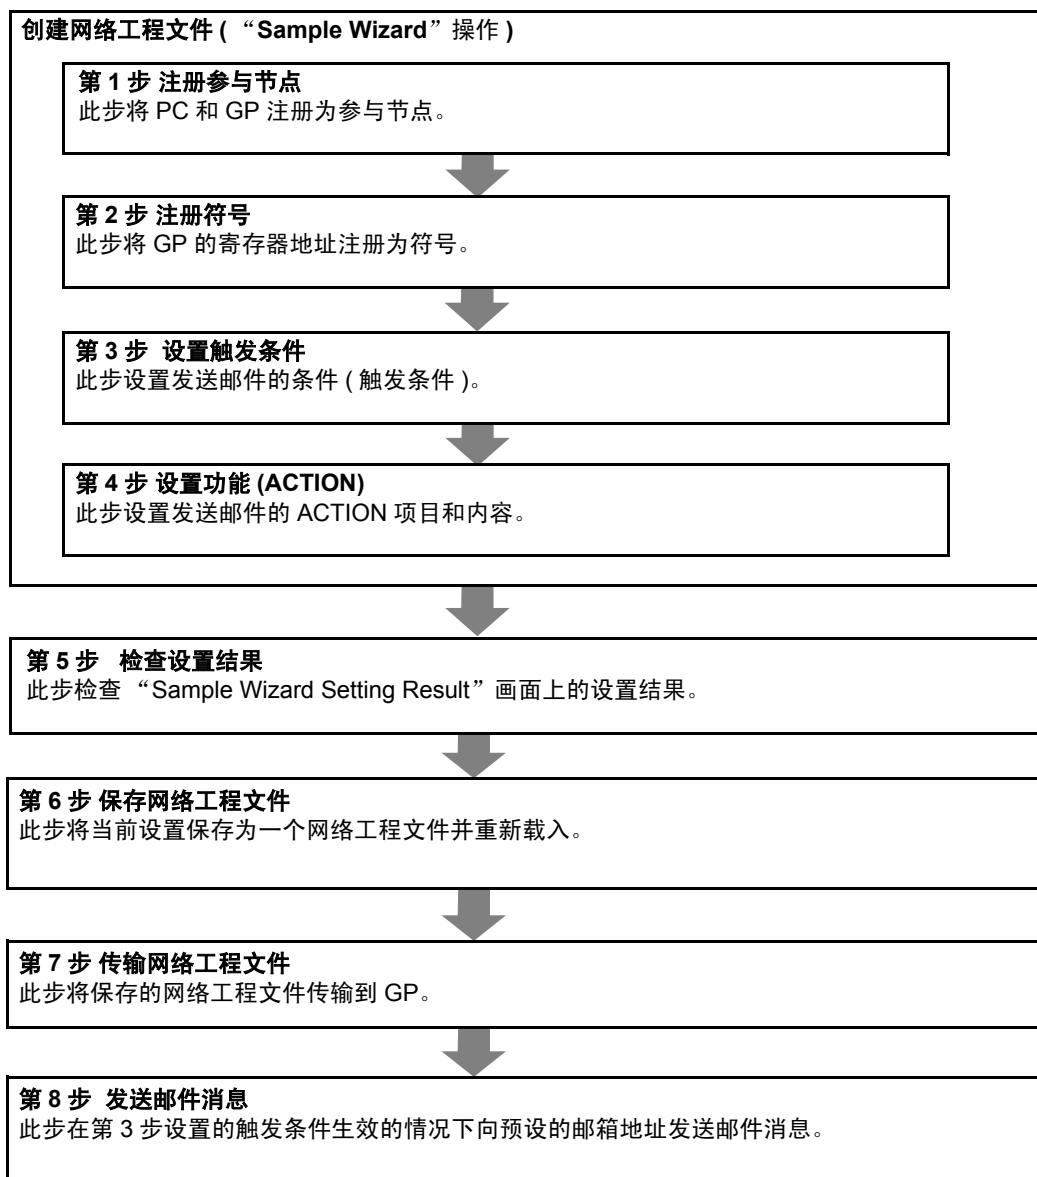 创建网络工程文件 ( “Sample Wizard”操作 )
第 1 步 注册参与节点
此步将 PC 和 GP 注册为参与节点。
第 2 步 注册符号
此步将 GP 的寄存器地址注册为符号。
第 3 步 设置触发条件
此步设置发送邮件的条件 ( 触发条件 )。
第 4 步 设置功能 (ACTION)
此步设置发送邮件的 ACTION 项目和内容。
第 5 步 检查设置结果
此步检查 “Sample Wizard Setting Result”画面上的设置结果。
第 6 步 保存网络工程文件
此步将当前设置保存为一个网络工程文件并重新载入。
第 7 步 传输网络工程文件
此步将保存的网络工程文件传输到 GP。
第 8 步 发送邮件消息
此步在第 3 步设置的触发条件生效的情况下向预设的邮箱地址发送邮件消息。